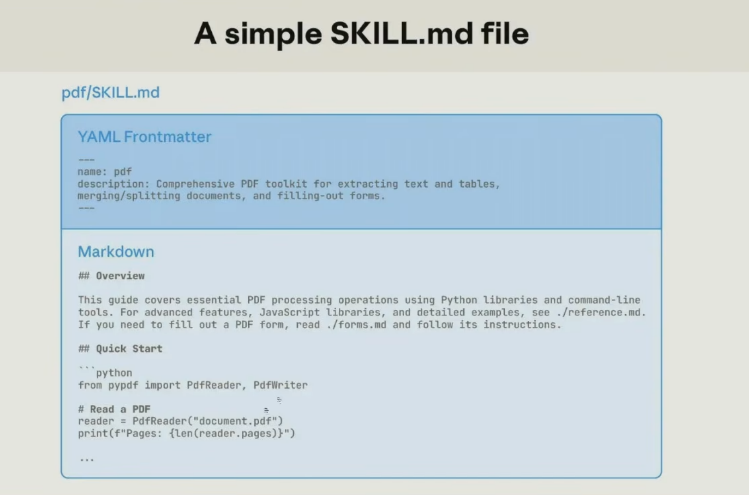 A simple SKILL.md file
pdf/SKILL.md
YAML Frontmatter
---
name: pdf
description: Comprehensive PDF toolkit for extracting text and tables,
merging/splitting documents, and filling-out forms.
---
Markdown
## Overview
This guide covers essential PDF processing operations using Python libraries and command-line
tools. For advanced features, JavaScript libraries, and detailed examples, see ./reference.md.
If you need to fill out a PDF form, read ./forms.md and follow its instructions.
## Quick Start
```python
from pypdf import PdfReader, PdfWriter
# Read a PDF
reader = PdfReader("document.pdf")
print(f"Pages: {len(reader.pages)}")
...